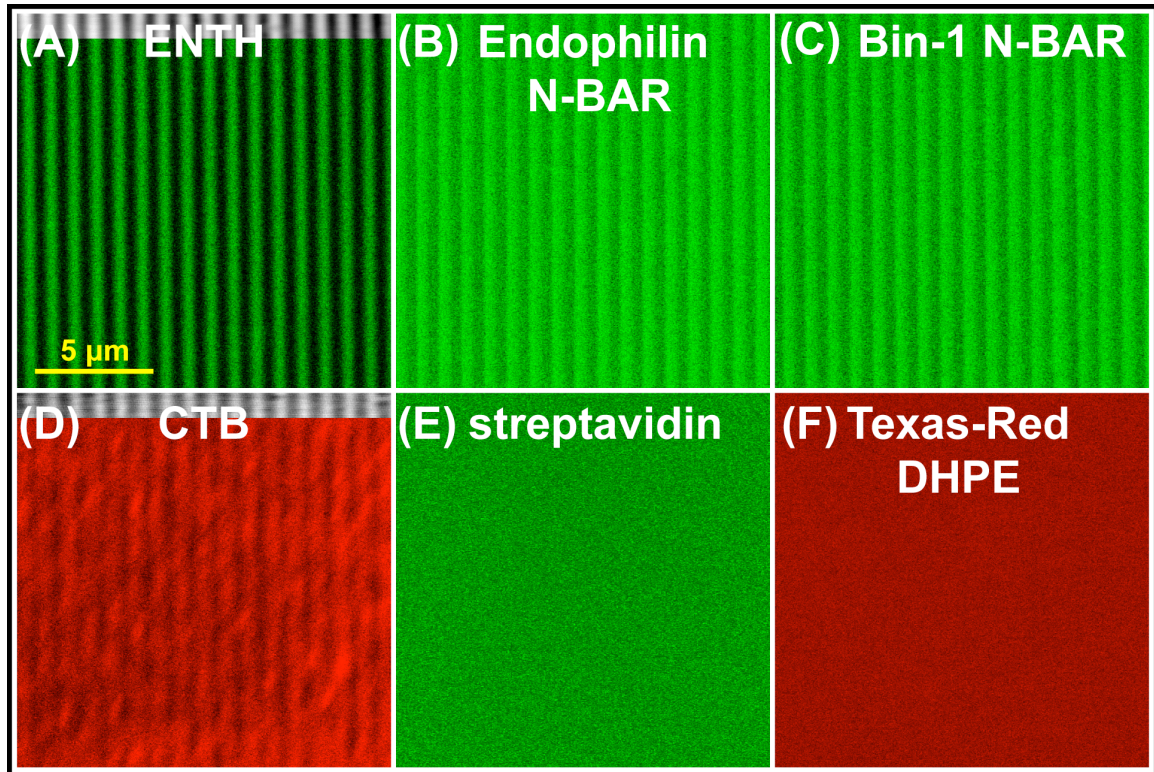 (A) ENTH
(B) Endophilin
N-BAR
(C) Bin-1 N-BAR
5 µm
(D) CTB
(E) streptavidin
(F) Texas-Red
DHPE